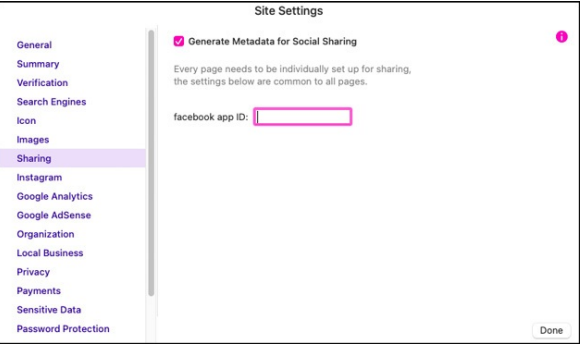 Site Settings
General
Summary
Verification
Search Engines
Icon
Images
Sharing
Instagram
Google Analytics
Google AdSense
Organization
Local Business
Privacy
Payments
Sensitive Data
Password Protection
Generate Metadata for Social Sharing
i
Every page needs to be individually set up for sharing,
the settings below are common to all pages.
facebook app ID:
Done